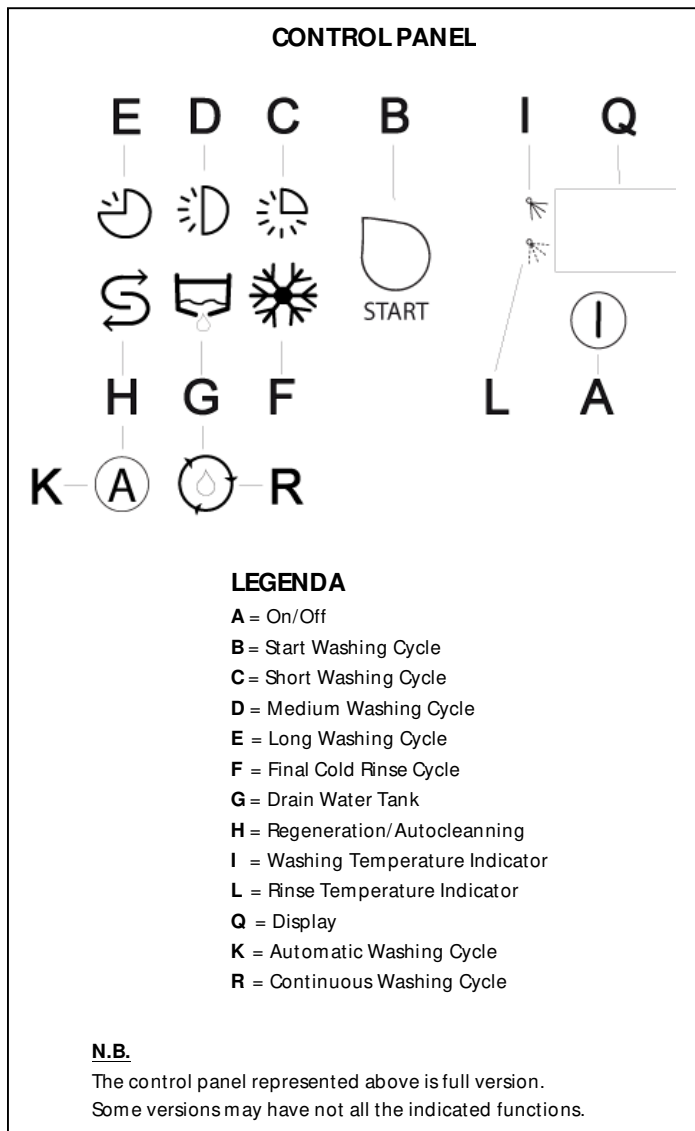 CONTROL PANEL
E D C B I Q
START
H G F L A
K A R
LEGENDA
A = On/Off
B = Start Washing Cycle
C = Short Washing Cycle
D = Medium Washing Cycle
E = Long Washing Cycle
F = Final Cold Rinse Cycle
G = Drain Water Tank
H = Regeneration/Autocleanning
I = Washing Temperature Indicator
L = Rinse Temperature Indicator
Q = Display
K = Automatic Washing Cycle
R = Continuous Washing Cycle
N.B.
The control panel represented above is full version.
Some versions may have not all the indicated functions.